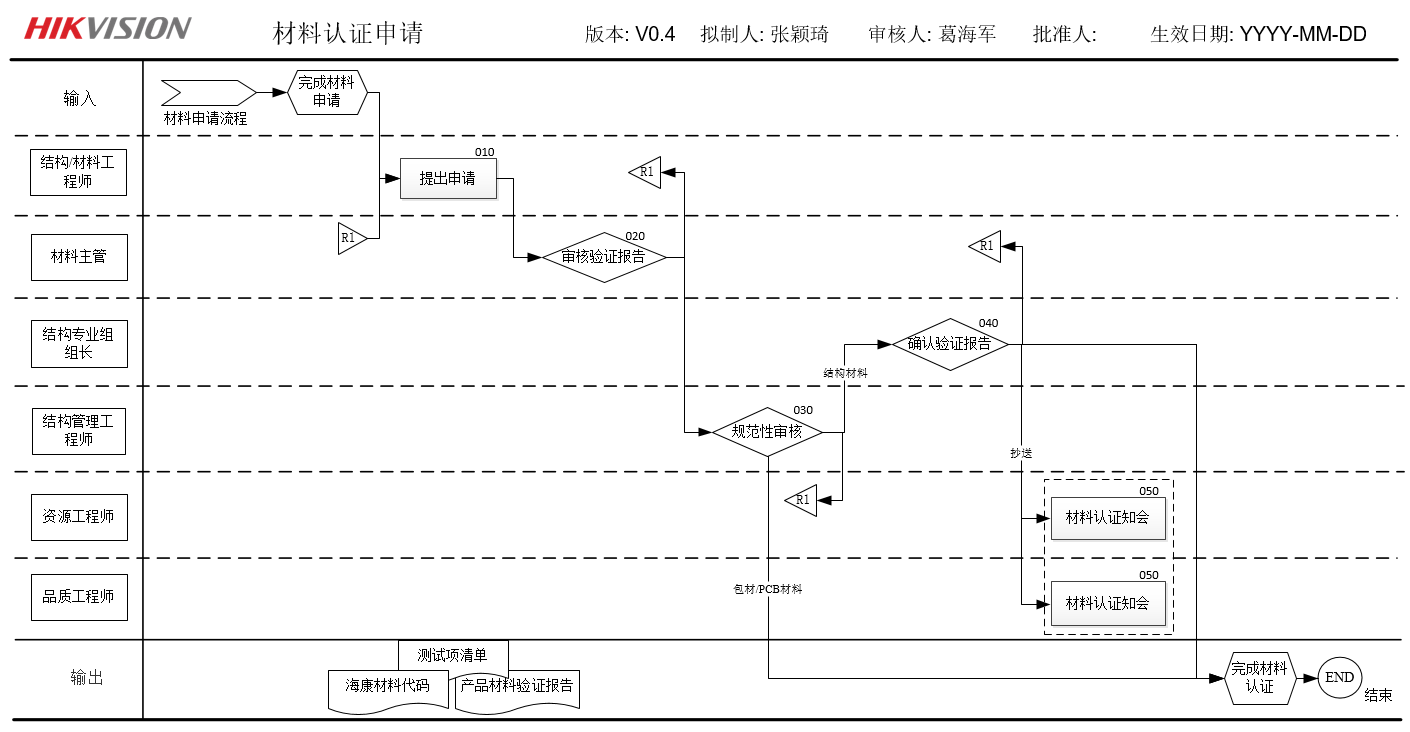 HIKVISION
材料认证申请
版本: V0.4
拟制人: 张颖琦
审核人: 葛海军
批准人:
生效日期: YYYY-MM-DD
输入
材料申请流程
完成材料
申请
结构/材料工
程师
010
提出申请
R1
材料主管
R1
020
审核验证报告
R1
结构专业组
组长
040
确认验证报告
结构材料
结构管理工
程师
030
规范性审核
抄送
资源工程师
R1
050
材料认证知会
品质工程师
包材/PCB材料
050
材料认证知会
输出
测试项清单
海康材料代码
产品材料验证报告
完成材料
认证
END
结束